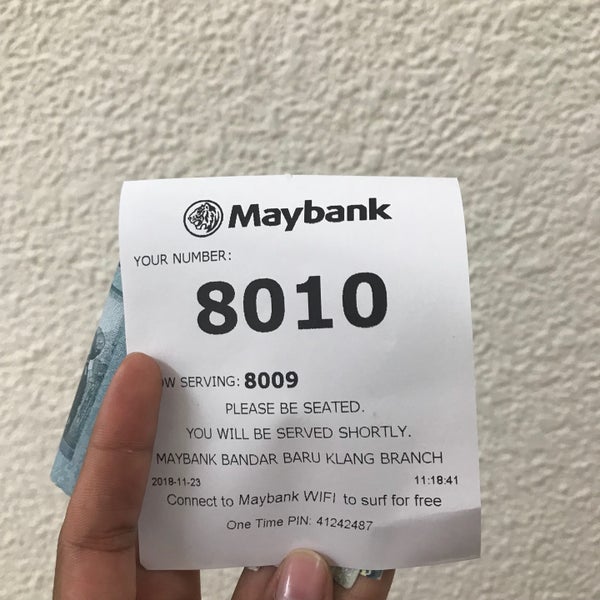 Maybank
YOUR NUMBER:
8010
OW SERVING: 8009
PLEASE BE SEATED.
YOU WILL BE SERVED SHORTLY.
MAYBANK BANDAR BARU KLANG BRANCH
2018-11-23 11:18:41
Connect to Maybank WIFI to surf for free
One Time PIN: 41242487